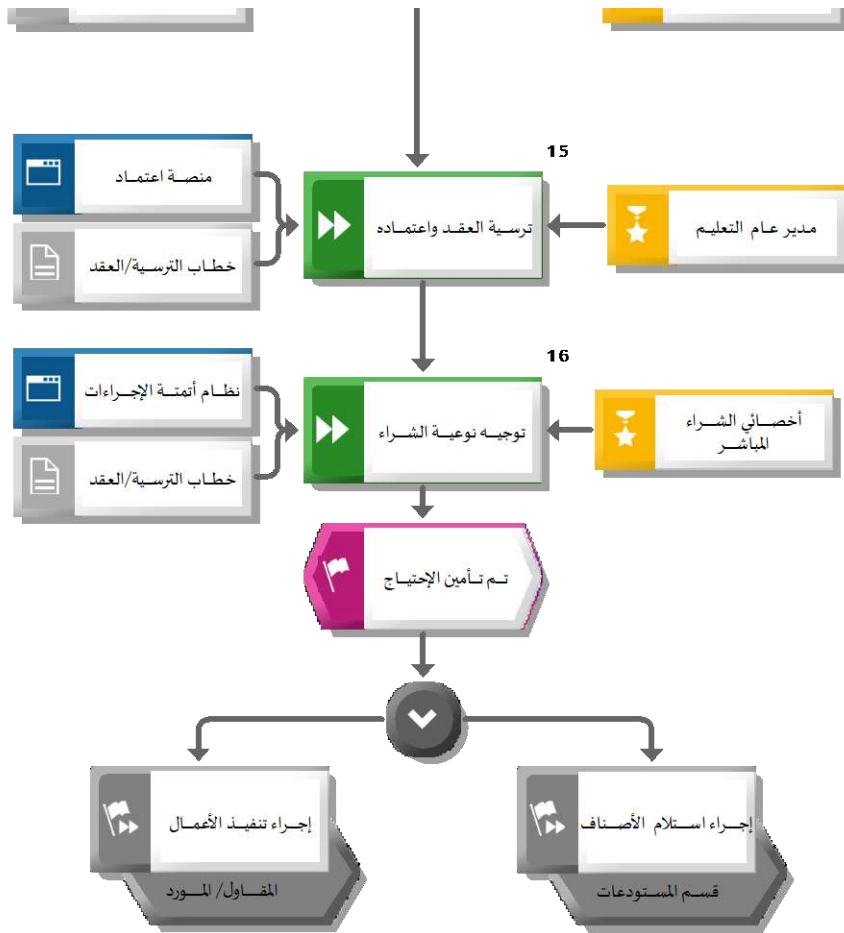 15
منصة اعتماد
ترسية العقد واعتماده
مدير عام التعليم
خطاب الترسية/العقد
16
نظام أتمتة الإجراءات
توجيه نوعية الشراء
أخصائي الشراء
المباشر
خطاب الترسية/العقد
تم تأمين الإحتياج
إجراء استلام الأصناف
قسم المستودعات
إجراء تنفيذ الأعمال
المقاول/ المورد